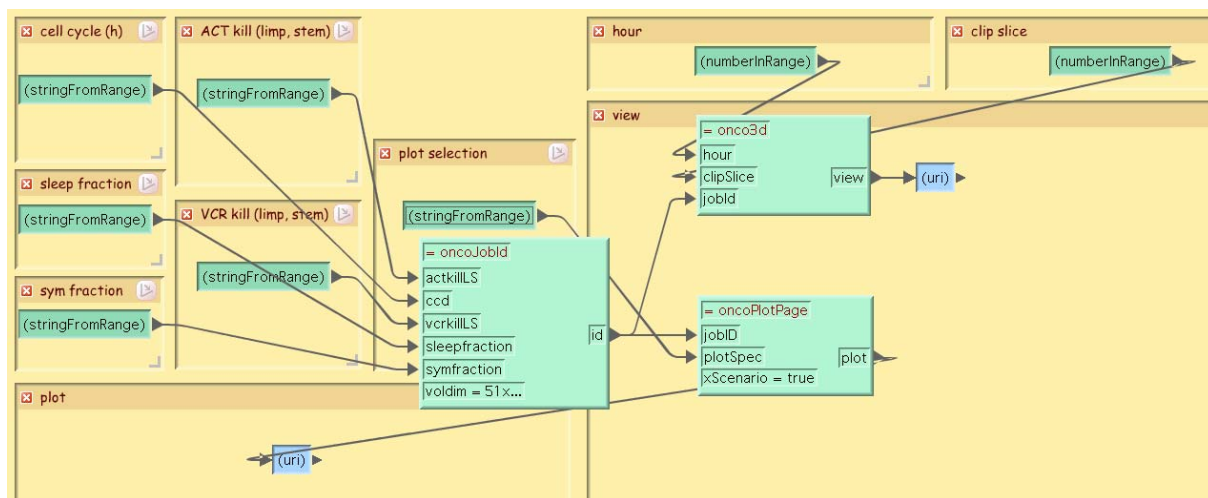 cell cycle (h)
(stringFromRange)
ACT kill (limp, stem)
(stringFromRange)
hour
(numberInRange)
clip slice
(numberInRange)
sleep fraction
(stringFromRange)
VCR kill (limp, stem)
(stringFromRange)
sym fraction
(stringFromRange)
plot selection
(stringFromRange)
= oncoJobId
actkillLS
ccd
vcrkillLS
sleepfraction
symfraction
voldim = 51x...
id
view
= onco3d
hour
clipSlice
jobId
view
(uri)
= oncoPlotPage
jobID
plotSpec
xScenario = true
plot
plot
(uri)